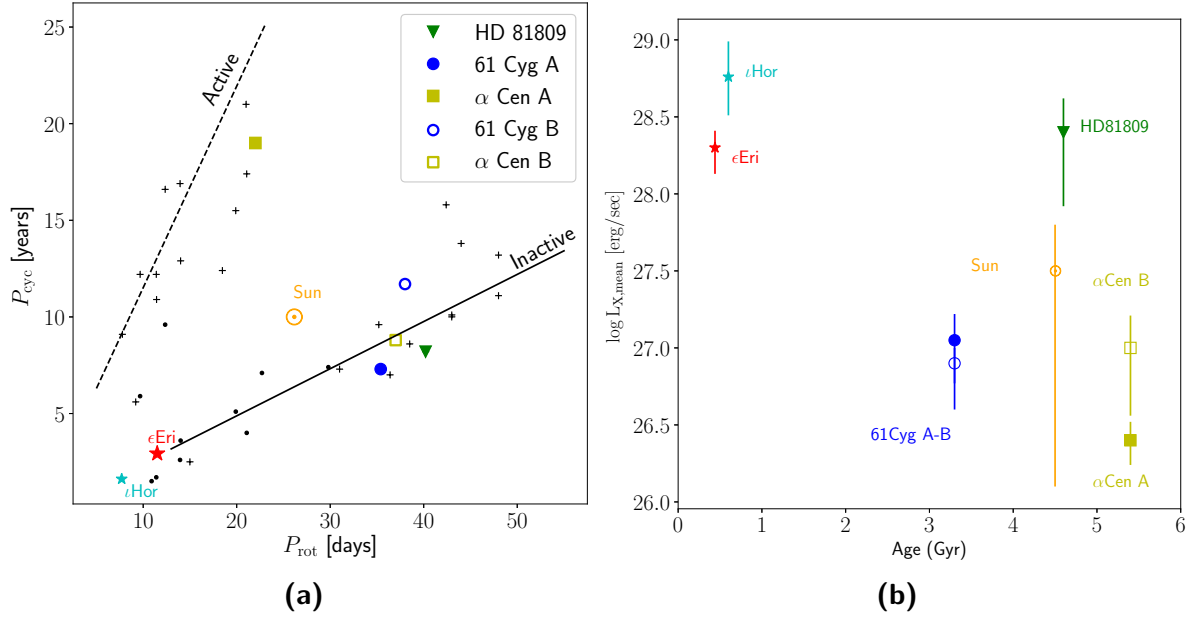 25
20
15
10
5
P_cyc [years]
10
20
30
40
50
P_rot [days]
Active
Inactive
HD 81809
61 Cyg A
α Cen A
61 Cyg B
α Cen B
Sun
ϵEri
ιHor
(a)
29.0
28.5
28.0
27.5
27.0
26.5
26.0
log L_X,mean [erg/sec]
0
1
2
3
4
5
6
Age (Gyr)
ιHor
ϵEri
HD81809
Sun
αCen B
61Cyg A-B
αCen A
(b)